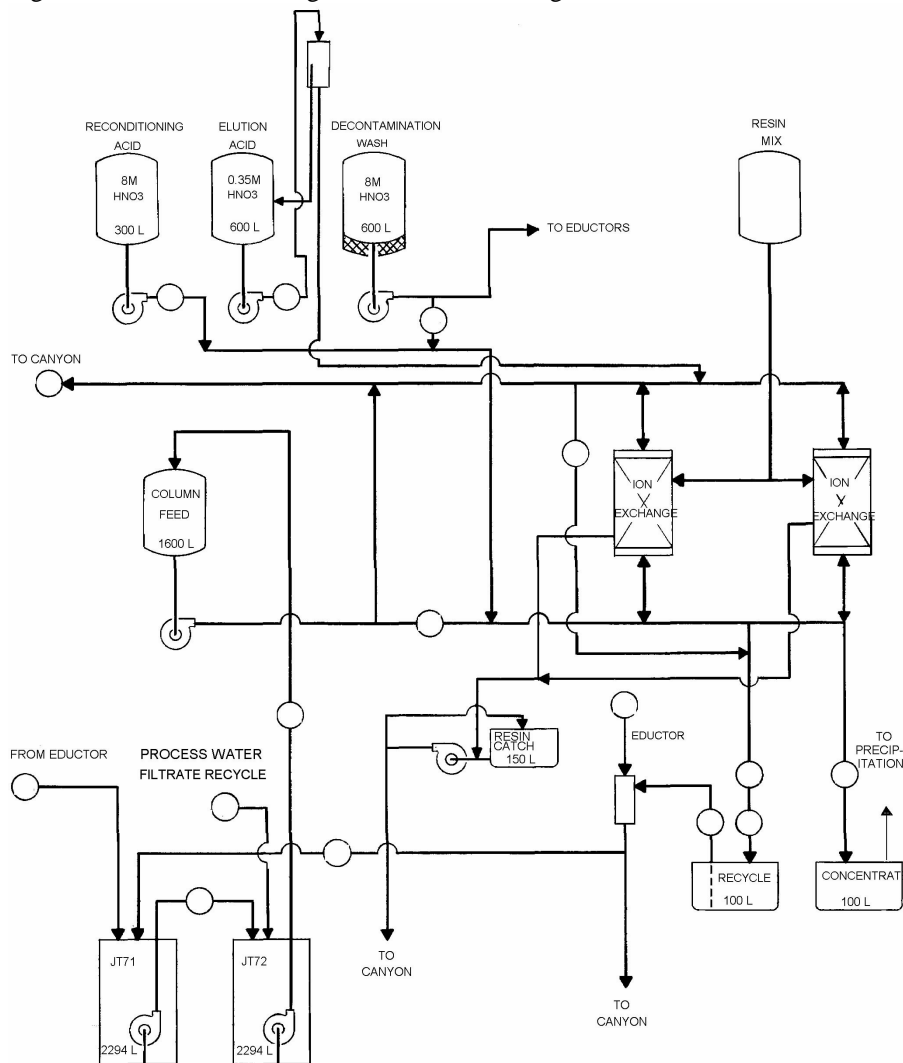 RECONDITIONING
ACID
ELUTION
ACID
DECONTAMINATION
WASH
RESIN
MIX
8M
HNO3
300 L
0.35M
HNO3
600 L
8M
HNO3
600 L
TO EDUCTORS
TO CANYON
COLUMN
FEED
1600 L
ION
EXCHANGE
ION
EXCHANGE
RESIN
CATCH
150 L
EDUCTOR
TO
PRECIP-
ITATION
FROM EDUCTOR
PROCESS WATER
FILTRATE RECYCLE
RECYCLE
100 L
CONCENTRAT
100 L
JT71
2294 L
JT72
2294 L
TO
CANYON
TO
CANYON